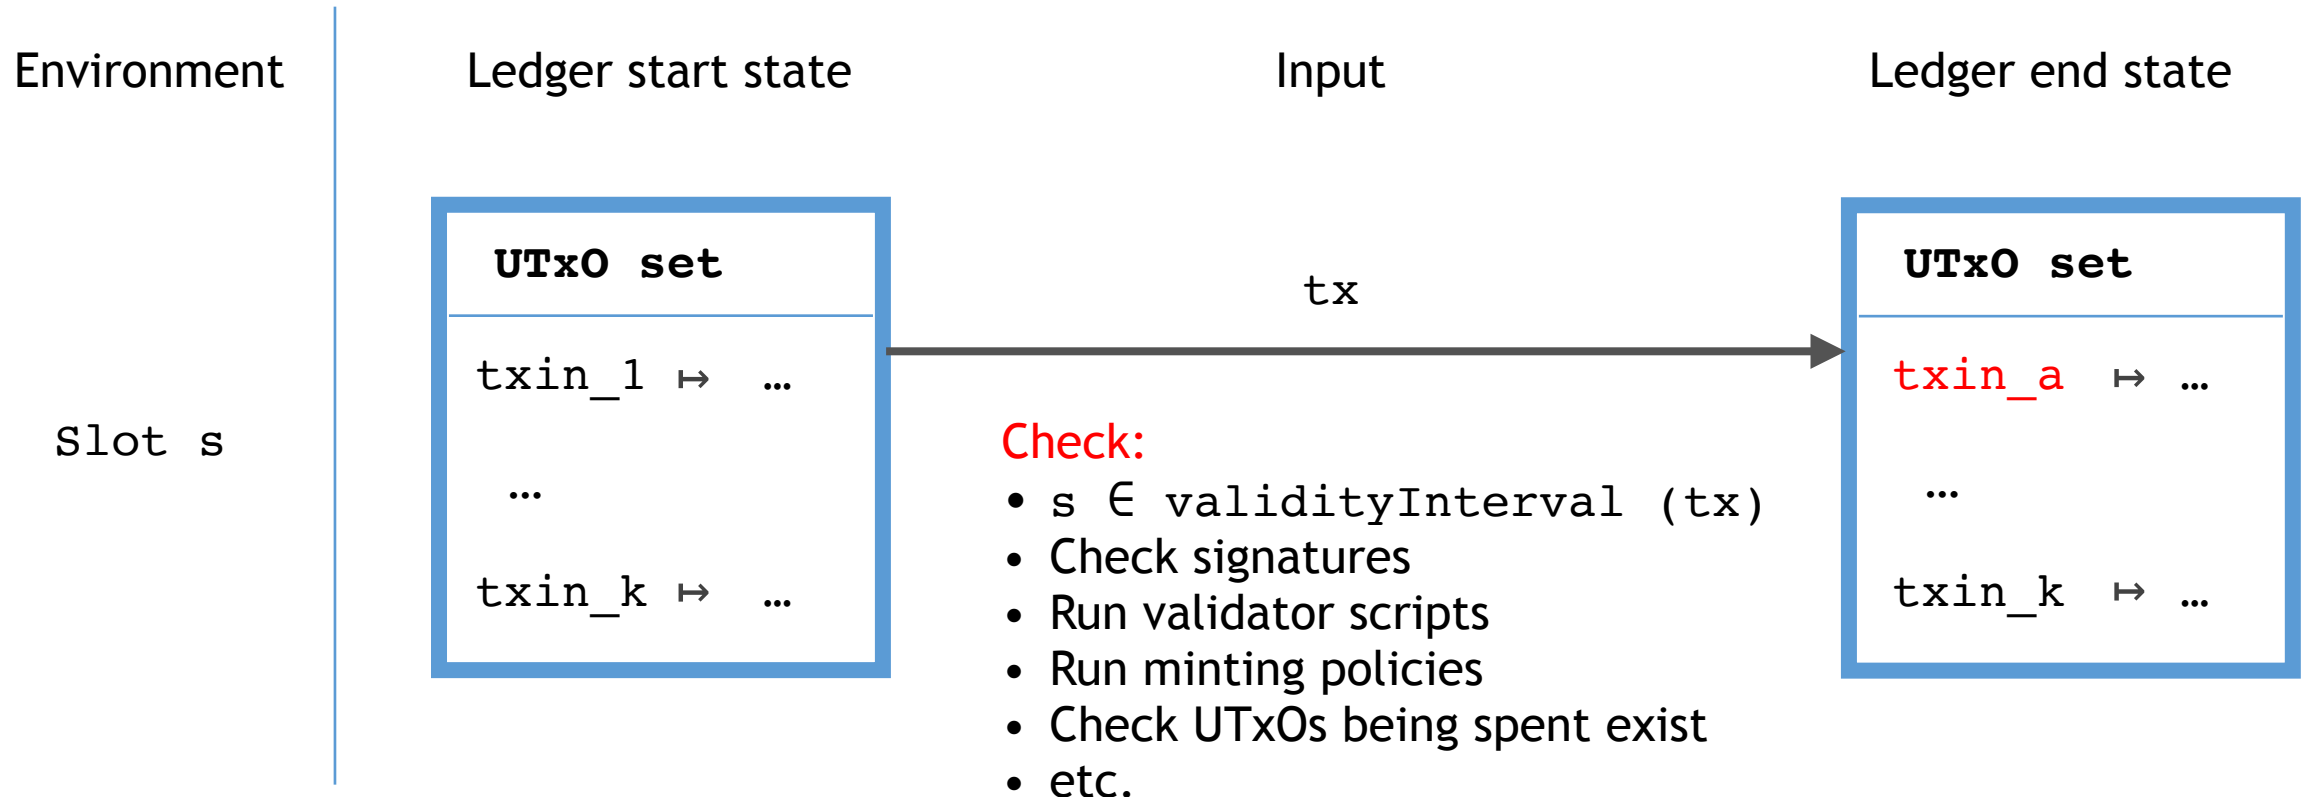 Environment
Ledger start state
Input
Ledger end state
Slot s
UTxO set
txin_1 ↦ …
…
txin_k ↦ …
tx
Check:
• s ∈ validityInterval (tx)
• Check signatures
• Run validator scripts
• Run minting policies
• Check UTxOs being spent exist
• etc.
UTxO set
txin_a ↦ …
…
txin_k ↦ …